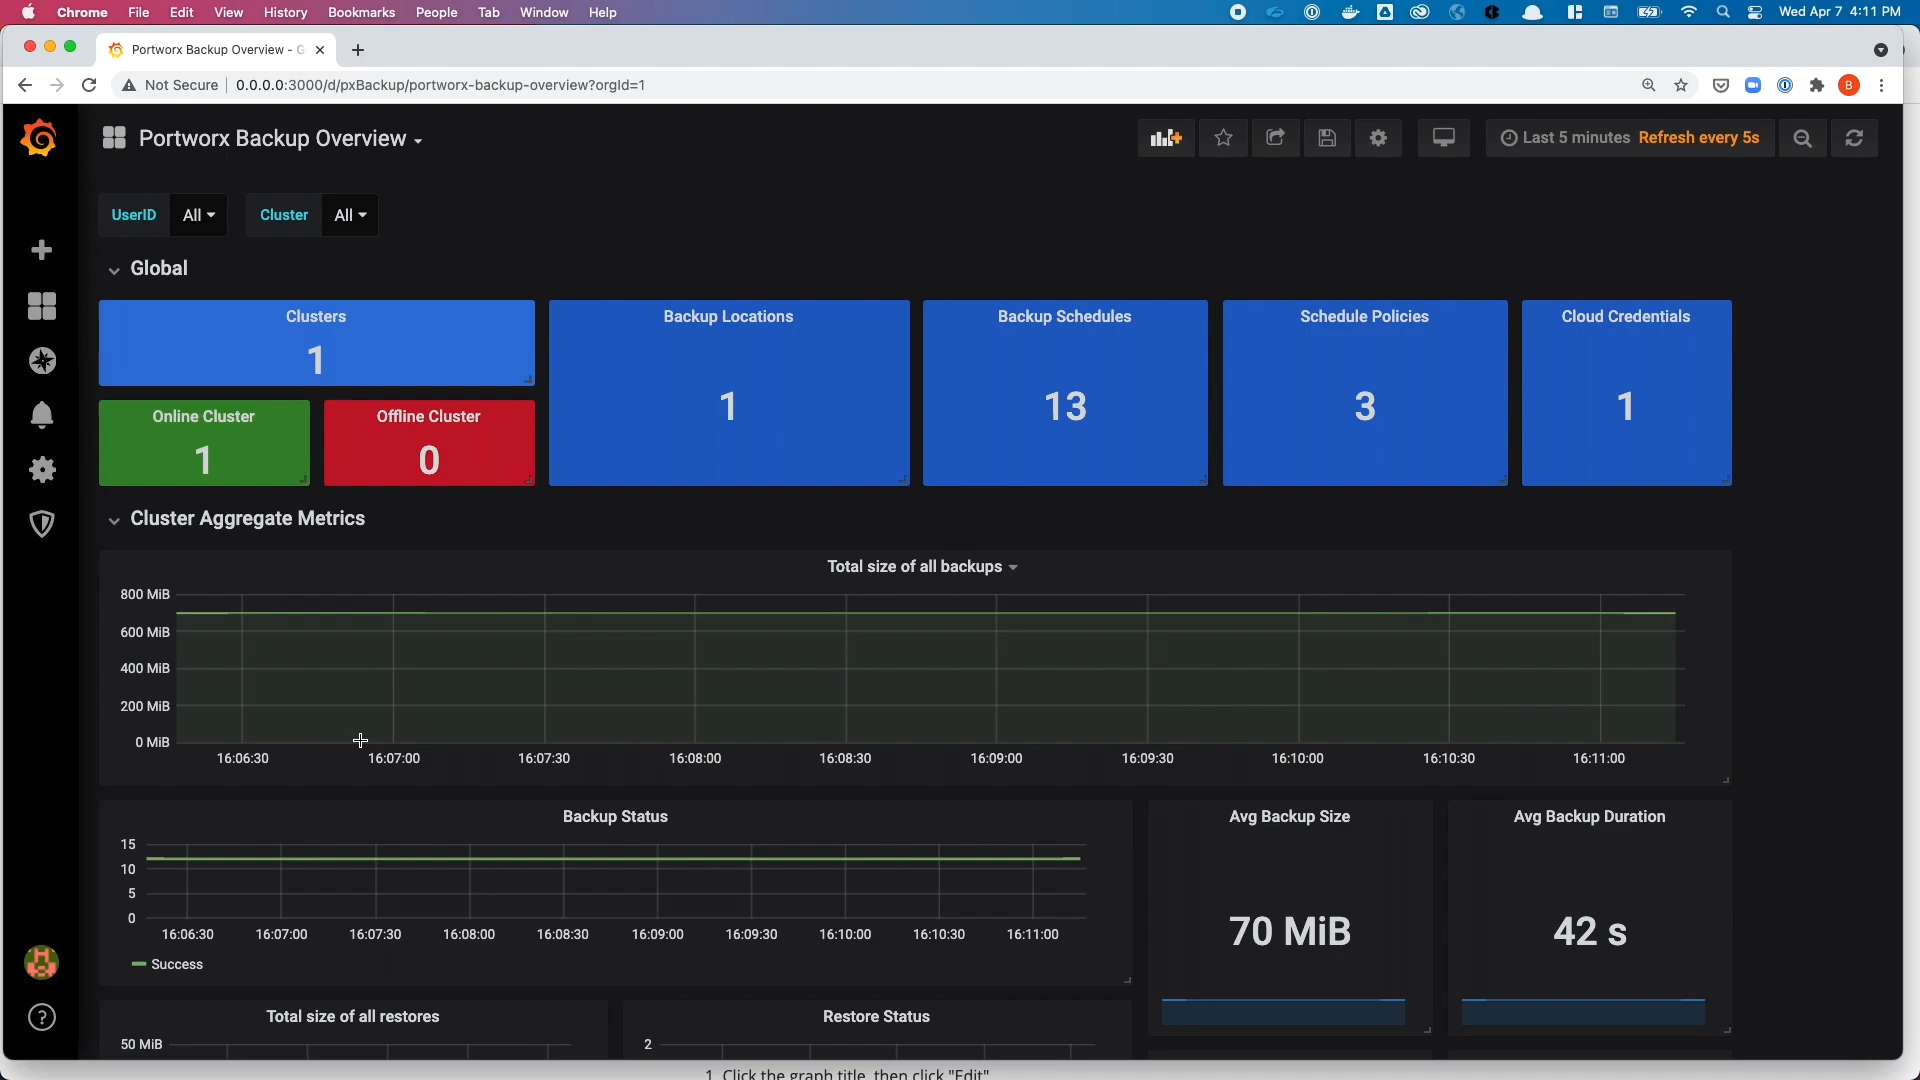 Chrome File Edit View History Bookmarks People Tab Window Help Wed Apr 7 4:11 PM
Portworx Backup Overview - G
Not Secure 0.0.0.0:3000/d/pxBackup/portworx-backup-overview?orgId=1 B
Portworx Backup Overview Last 5 minutes Refresh every 5s
UserID All Cluster All
Global
Clusters Backup Locations Backup Schedules Schedule Policies Cloud Credentials
1
1 13 3 1
Online Cluster Offline Cluster
1 0
Cluster Aggregate Metrics
Total size of all backups
800 MiB
600 MiB
400 MiB
200 MiB
0 MiB
16:06:30 16:07:00 16:07:30 16:08:00 16:08:30 16:09:00 16:09:30 16:10:00 16:10:30 16:11:00
Backup Status Avg Backup Size Avg Backup Duration
15
10
5
0
70 MiB 42 s
16:06:30 16:07:00 16:07:30 16:08:00 16:08:30 16:09:00 16:09:30 16:10:00 16:10:30 16:11:00
Success
Total size of all restores Restore Status
50 MiB 2
1. Click the graph title, then click "Edit"